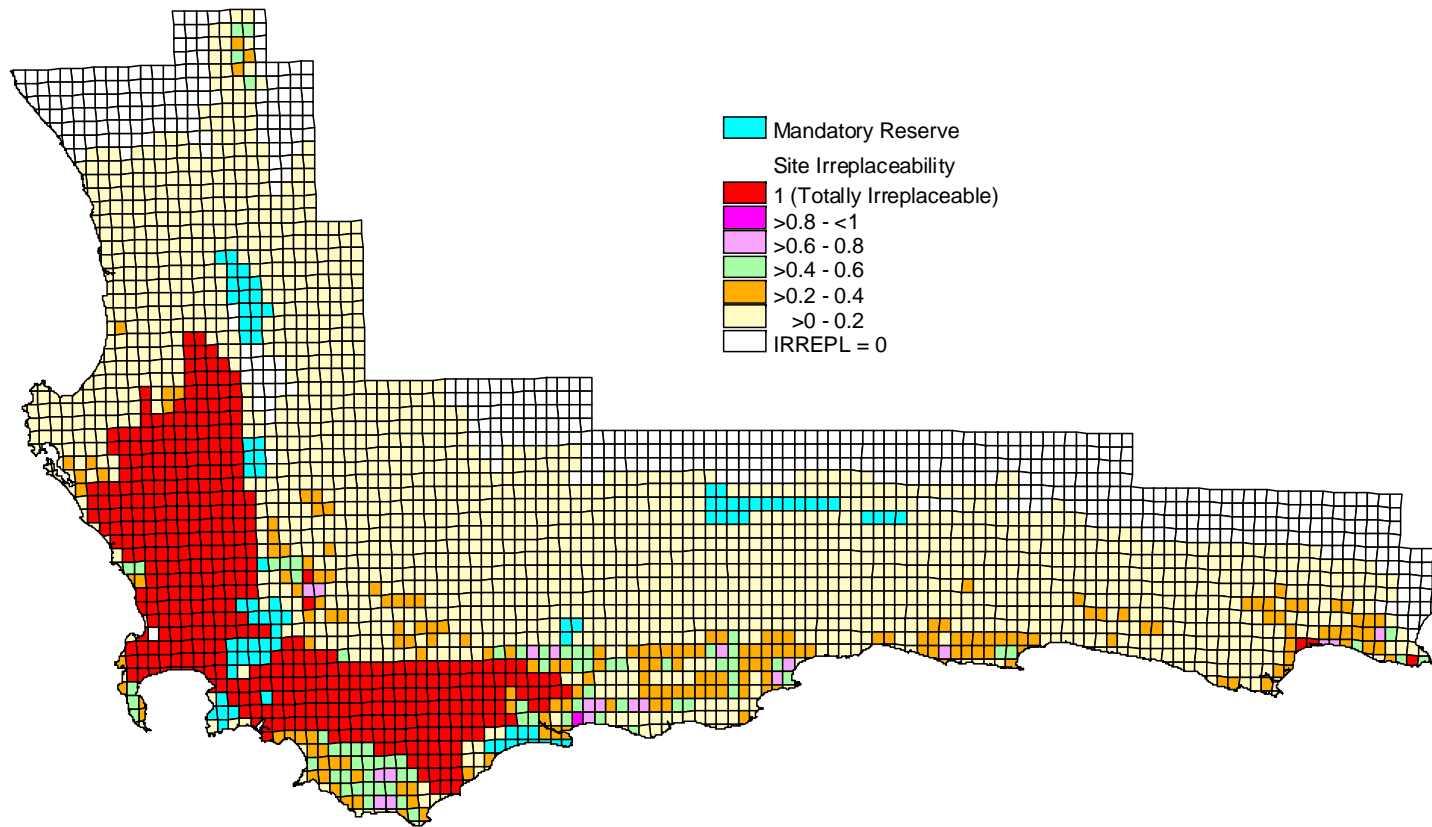 Mandatory Reserve
Site Irreplaceability
1 (Totally Irreplaceable)
>0.8 - <1
>0.6 - 0.8
>0.4 - 0.6
>0.2 - 0.4
>0 - 0.2
IRREPL = 0